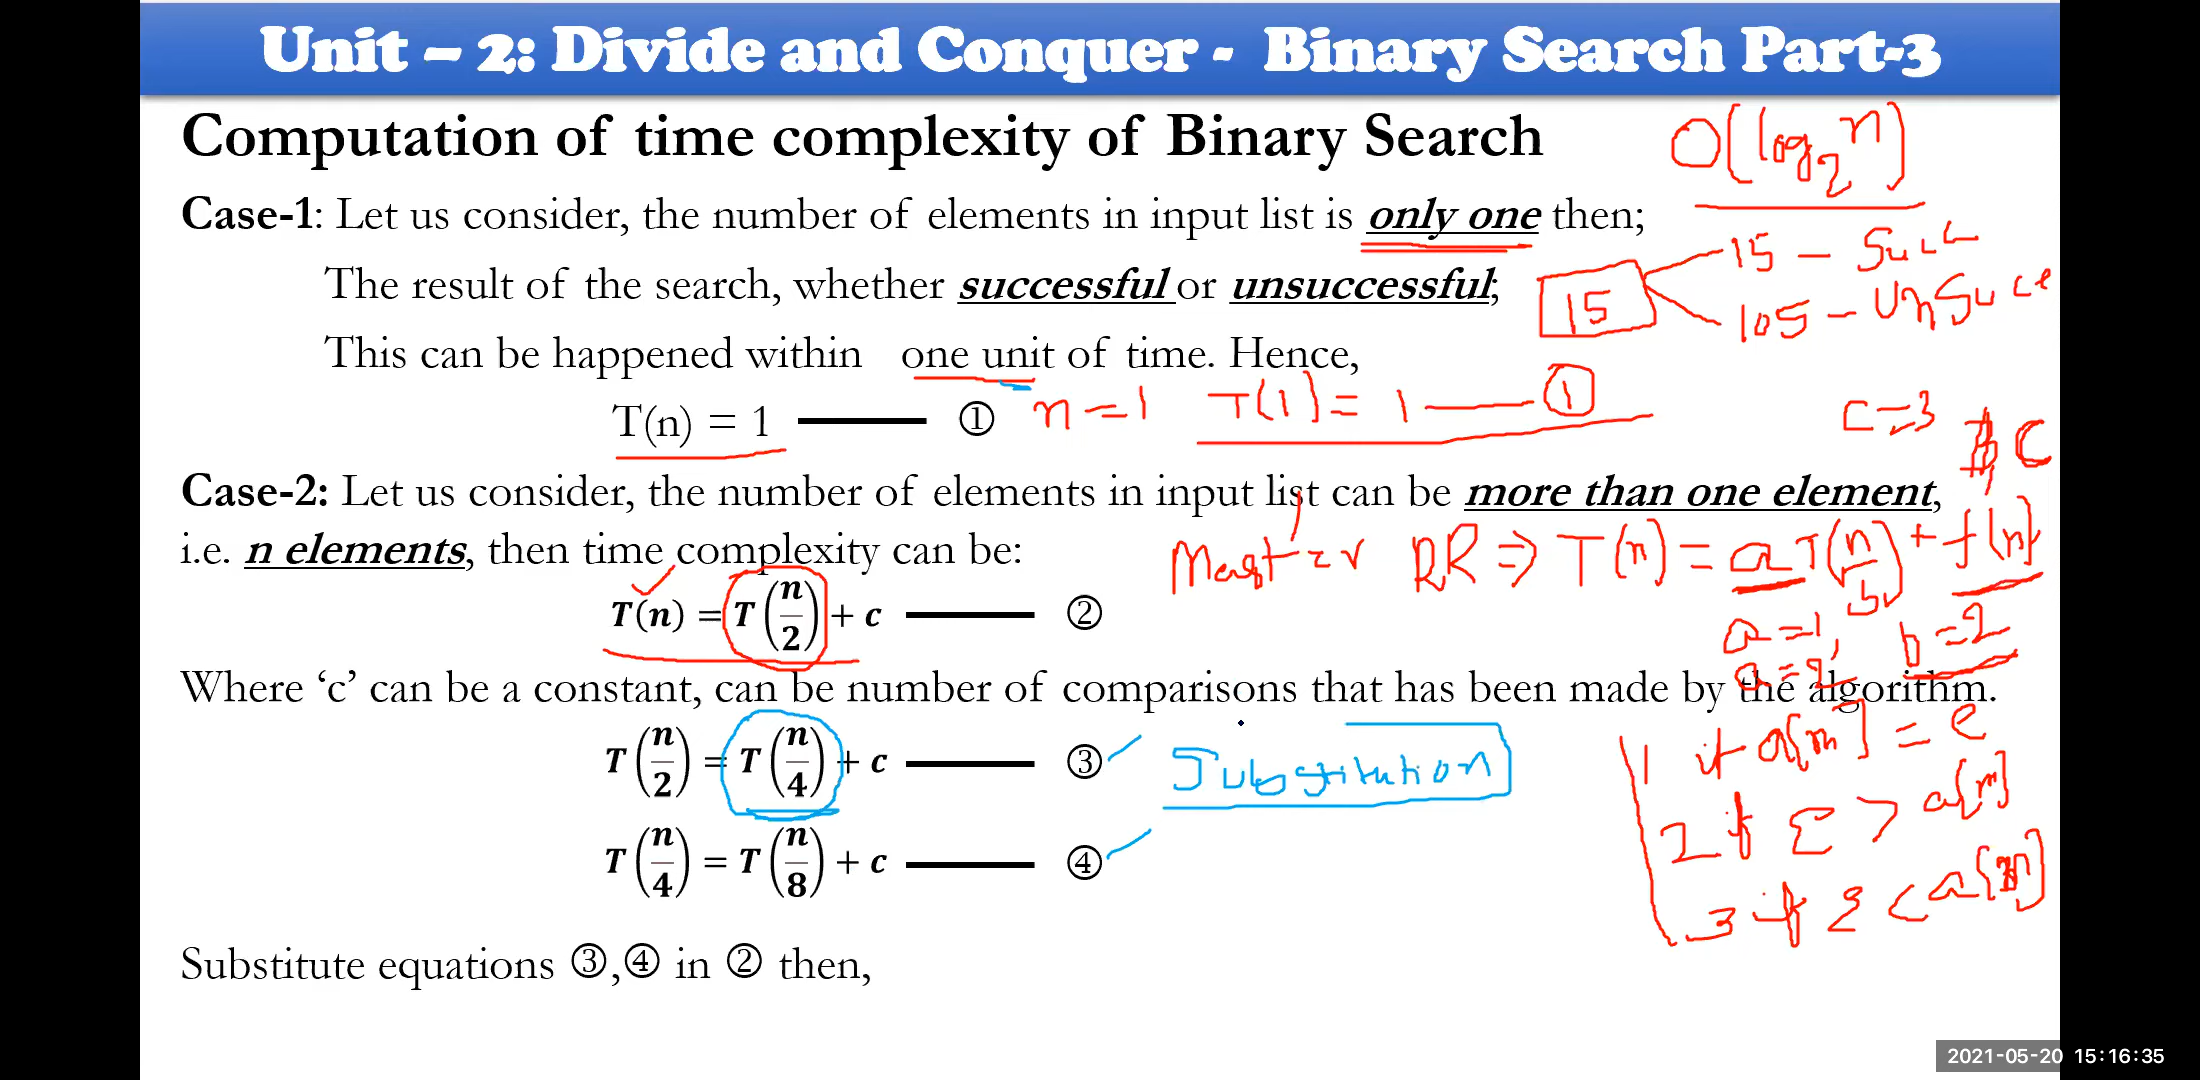 Unit – 2: Divide and Conquer - Binary Search Part-3
Computation of time complexity of Binary Search
O(log₂n)
Case-1: Let us consider, the number of elements in input list is only one then;
15 – Succ
The result of the search, whether successful or unsuccessful;
15
105 – UnSucce
This can be happened within one unit of time. Hence,
T(n) = 1 ——— ①
n = 1 T(1) = 1 ——— ①
c = 3
C
Case-2: Let us consider, the number of elements in input list can be more than one element,
i.e. n elements, then time complexity can be:
Master RR ⇒ T(n) = aT(n/b) + f(n)
T(n) = T(n/2) + c ——— ②
a = 1, b = 2
a = 2
Where ‘c’ can be a constant, can be number of comparisons that has been made by the algorithm.
T(n/2) = T(n/4) + c ——— ③
Substitution
1 if a[m] = e
2 if Σ > a[m]
T(n/4) = T(n/8) + c ——— ④
3 if Σ < a[m]
Substitute equations ③,④ in ② then,
2021-05-20 15:16:35